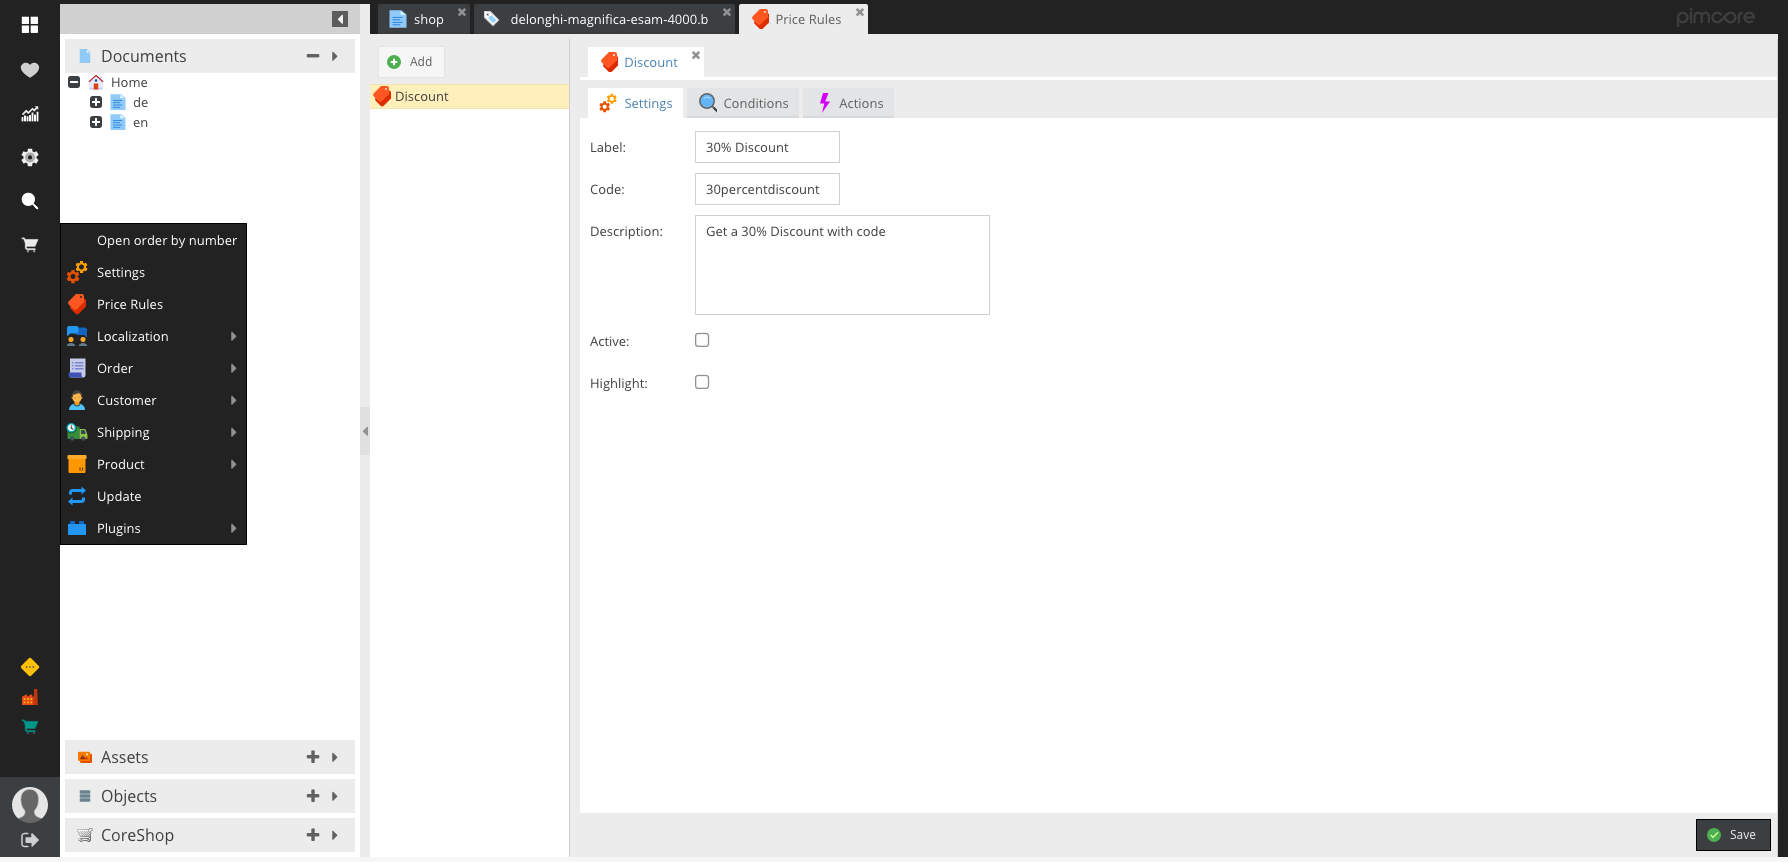 shop
delonghi-magnifica-esam-4000.b
Price Rules
pimcore
Documents
Home
de
en
Open order by number
Settings
Price Rules
Localization
Order
Customer
Shipping
Product
Update
Plugins
Assets
Objects
CoreShop
Add
Discount
Discount
Settings
Conditions
Actions
Label: 30% Discount
Code: 30percentdiscount
Description: Get a 30% Discount with code
Active:
Highlight:
Save